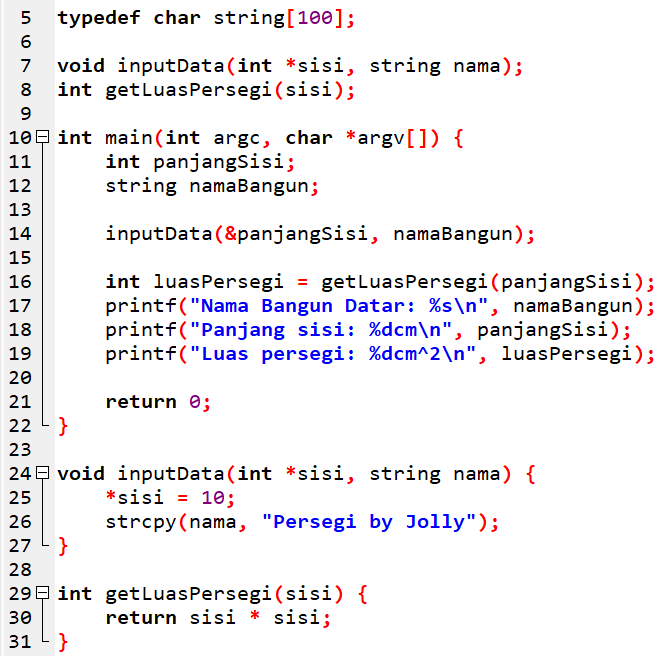 5 typedef char string[100];
6
7 void inputData(int *sisi, string nama);
8 int getLuasPersegi(sisi);
9
10 int main(int argc, char *argv[]) {
11 int panjangSisi;
12 string namaBangun;
13
14 inputData(&panjangSisi, namaBangun);
15
16 int luasPersegi = getLuasPersegi(panjangSisi);
17 printf("Nama Bangun Datar: %s\n", namaBangun);
18 printf("Panjang sisi: %dcm\n", panjangSisi);
19 printf("Luas persegi: %dcm^2\n", luasPersegi);
20
21 return 0;
22 }
23
24 void inputData(int *sisi, string nama) {
25 *sisi = 10;
26 strcpy(nama, "Persegi by Jolly");
27 }
28
29 int getLuasPersegi(sisi) {
30 return sisi * sisi;
31 }